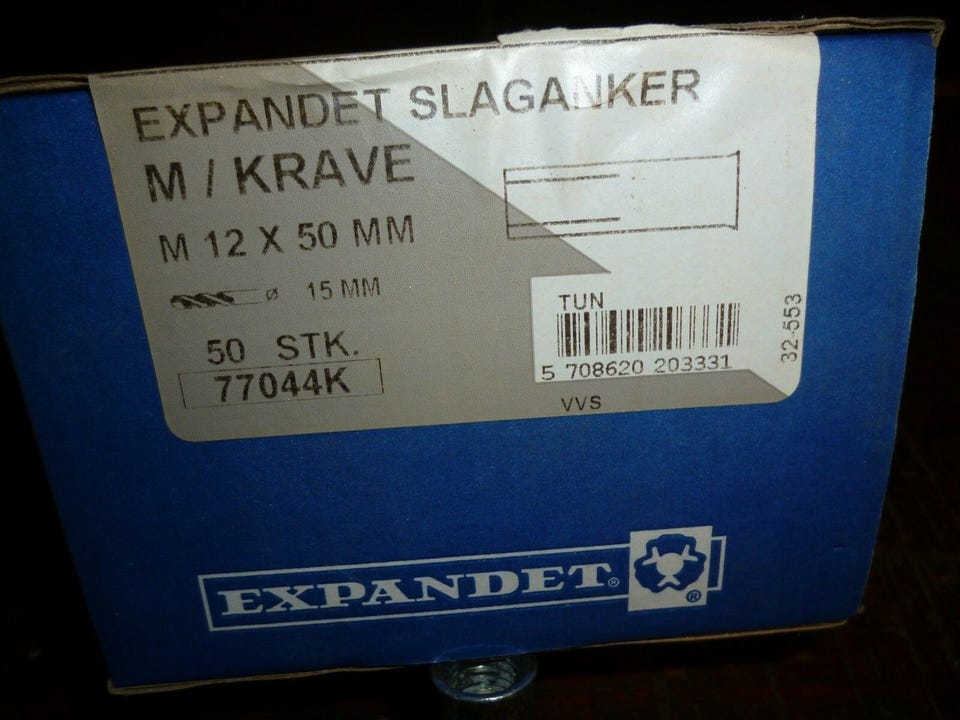 EXPANDET SLAGANKER
M / KRAVE
M 12 X 50 MM
ø 15 MM
50 STK.
77044K
TUN
5 708620 203331
32-553
VVS
EXPANDET®
®